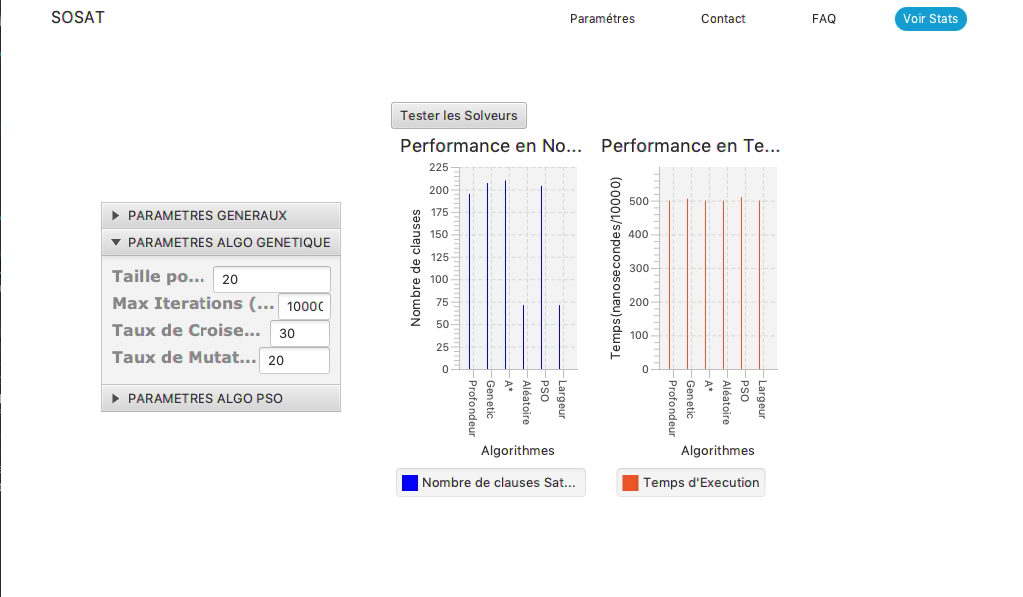 SOSAT
Paramétres
Contact
FAQ
Voir Stats
PARAMETRES GENERAUX
PARAMETRES ALGO GENETIQUE
Taille po... 20
Max Iterations (... 1000
Taux de Croise... 30
Taux de Mutat... 20
PARAMETRES ALGO PSO
Tester les Solveurs
Performance en No...
225
200
175
150
125
100
75
50
25
0
Nombre de clauses
Profondeur
Genetic
A*
Aléatoire
PSO
Largeur
Algorithmes
Nombre de clauses Sat...
Performance en Te...
500
400
300
200
100
0
Temps(nanosecondes/10000)
Profondeur
Genetic
A*
Aléatoire
PSO
Largeur
Algorithmes
Temps d'Execution